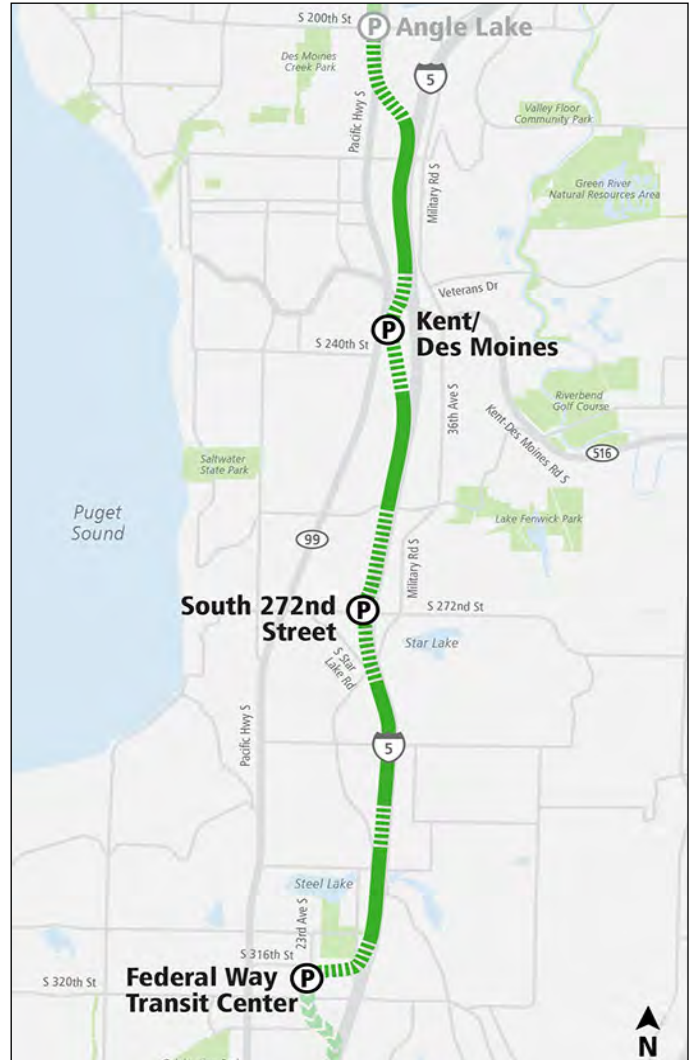 S 200th St
P
Angle Lake
Des Moines
Creek Park
5
Pacific Hwy S
Valley Floor
Community Park
Military Rd S
Green River
Natural Resources Area
Veterans Dr
P
Kent/
Des Moines
S 240th St
36th Ave S
Riverbend
Golf Course
Kent-Des Moines Rd S
516
Saltwater
State Park
Puget
Sound
Lake Fenwick Park
99
Military Rd S
South 272nd
Street
P
S 272nd St
S Star
Lake Rd
Star Lake
Pacific Hwy S
5
Steel Lake
23rd Ave S
S 316th St
S 320th St
Federal Way
Transit Center
P
N